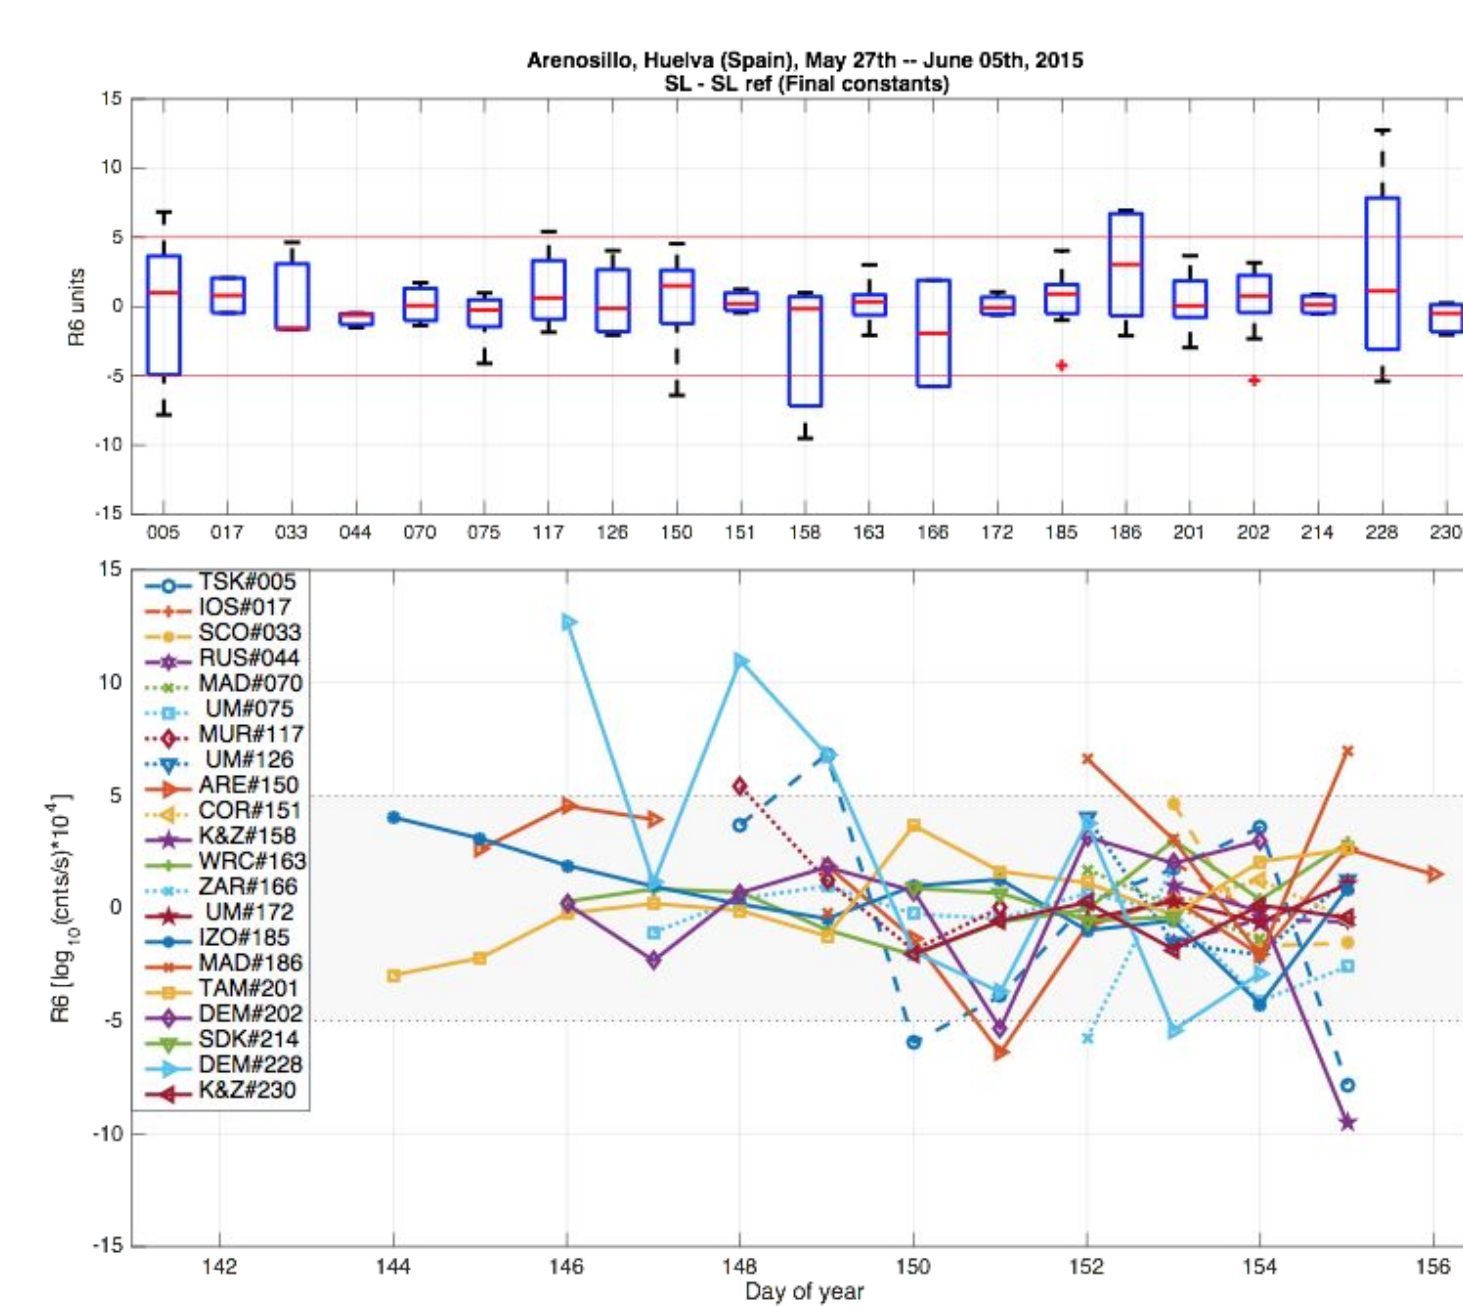 Arenosillo, Huelva (Spain), May 27th -- June 05th, 2015
SL - SL ref (Final constants)
15
10
5
0
-5
-10
-15
R6 units
005 017 033 044 070 075 117 126 150 151 158 163 166 172 185 186 201 202 214 228 230
15
10
5
0
-5
-10
-15
R6 [log10(cnts/s)*10^4]
TSK#005
IOS#017
SCO#033
RUS#044
MAD#070
UM#075
MUR#117
UM#126
ARE#150
COR#151
K&Z#158
WRC#163
ZAR#166
UM#172
IZO#185
MAD#186
TAM#201
DEM#202
SDK#214
DEM#228
K&Z#230
142 144 146 148 150 152 154 156
Day of year